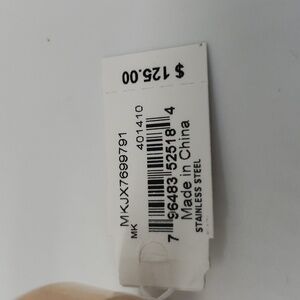 $ 125.00
MKJX7699791
MK 401410
7 96483 52518 4
Made in China
STAINLESS STEEL